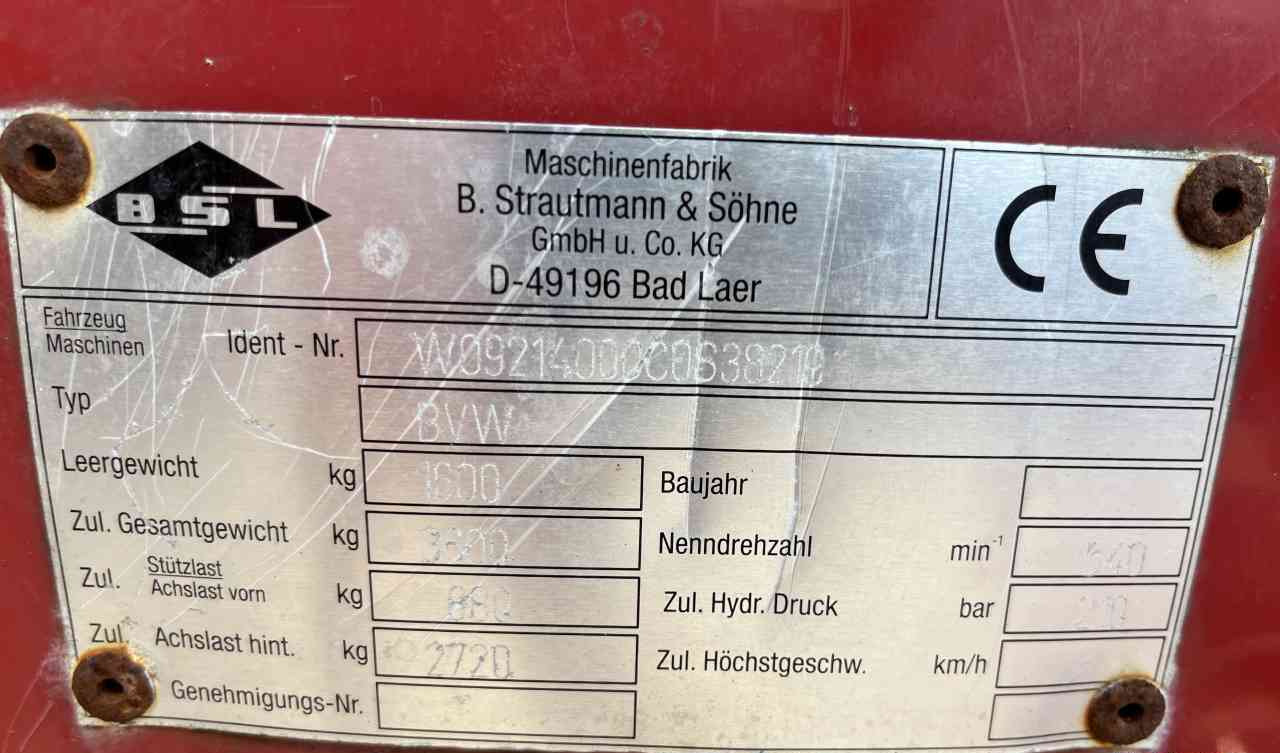 BSL
Maschinenfabrik
B. Strautmann & Söhne
GmbH u. Co. KG
D-49196 Bad Laer
CE
Fahrzeug
Maschinen
Ident - Nr.
Typ
BVW
Leergewicht kg 1600
Baujahr
Zul. Gesamtgewicht kg
Nenndrehzahl min-1 540
Zul. Stützlast
Achslast vorn kg
Zul. Hydr. Druck bar
Zul. Achslast hint. kg 2720
Zul. Höchstgeschw. km/h
Genehmigungs-Nr.